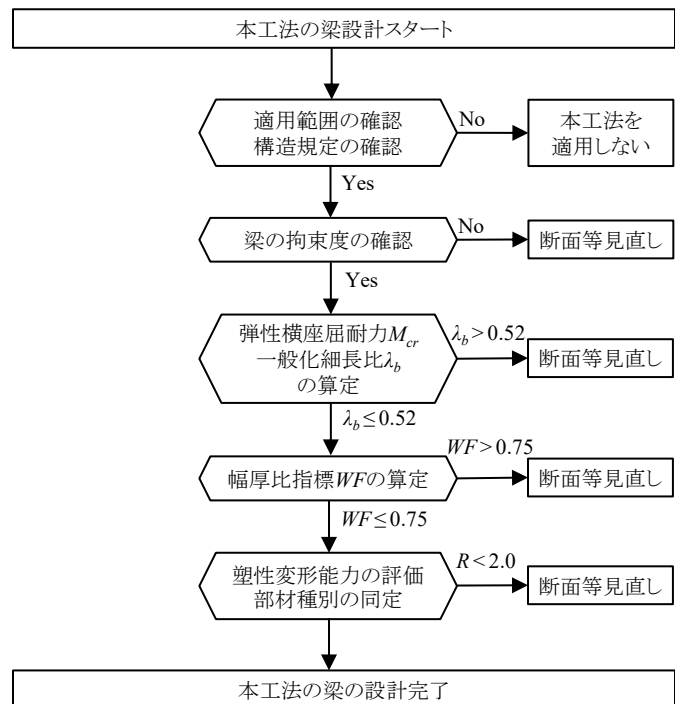 本工法の梁設計スタート
適用範囲の確認
構造規定の確認
No
本工法を
適用しない
Yes
梁の拘束度の確認
No
断面等見直し
Yes
弾性横座屈耐力Mcr
一般化細長比λb
の算定
λb>0.52
断面等見直し
λb≤0.52
幅厚比指標WFの算定
WF>0.75
断面等見直し
WF≤0.75
塑性変形能力の評価
部材種別の同定
R<2.0
断面等見直し
本工法の梁の設計完了